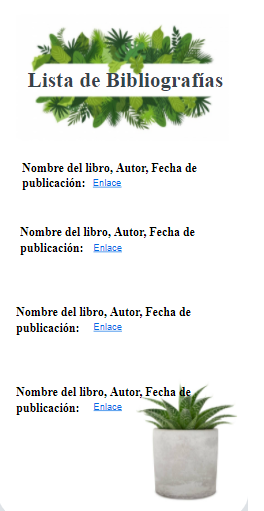 Lista de Bibliografías
Nombre del libro, Autor, Fecha de
publicación: Enlace
Nombre del libro, Autor, Fecha de
publicación: Enlace
Nombre del libro, Autor, Fecha de
publicación: Enlace
Nombre del libro, Autor, Fecha de
publicación: Enlace